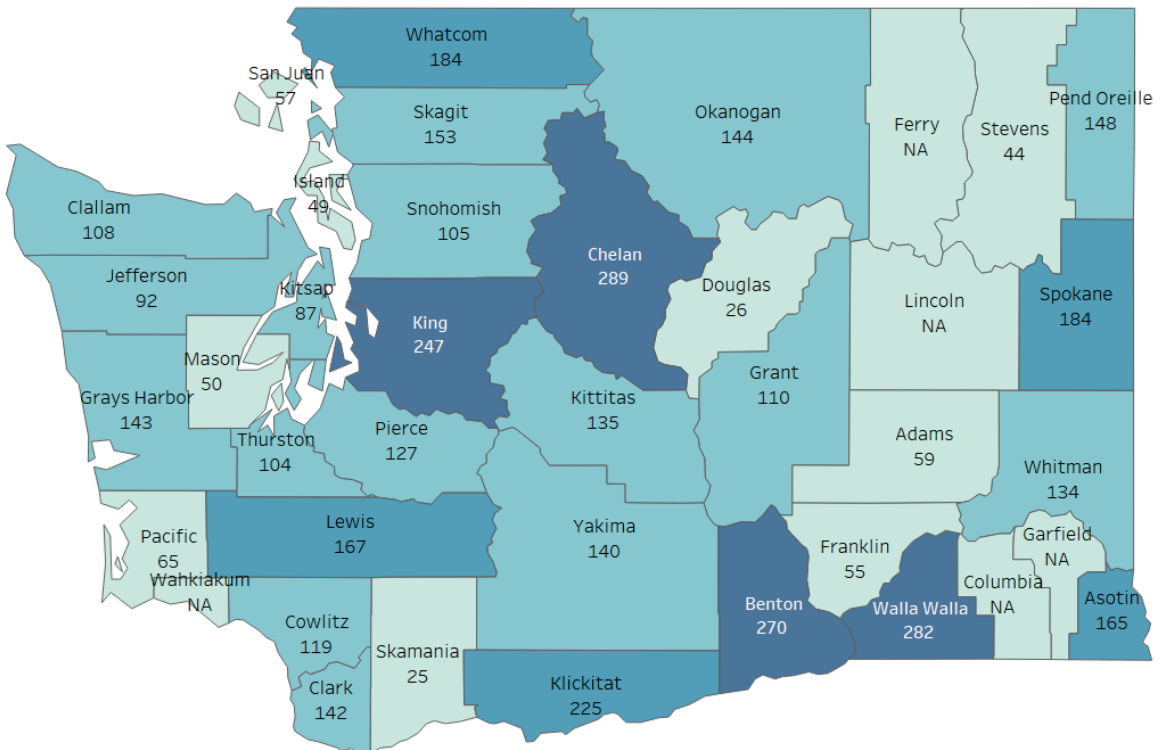 Whatcom
184
San Juan
57
Skagit
153
Okanogan
144
Ferry
NA
Stevens
44
Pend Oreille
148
Island
49
Clallam
108
Snohomish
105
Chelan
289
Jefferson
92
Kitsap
87
Douglas
26
Lincoln
NA
Spokane
184
King
247
Mason
50
Grant
110
Grays Harbor
143
Kittitas
135
Pierce
127
Thurston
104
Adams
59
Whitman
134
Lewis
167
Yakima
140
Pacific
65
Wahkiakum
NA
Franklin
55
Garfield
NA
Columbia
NA
Benton
270
Walla Walla
282
Asotin
165
Cowlitz
119
Skamania
25
Clark
142
Klickitat
225